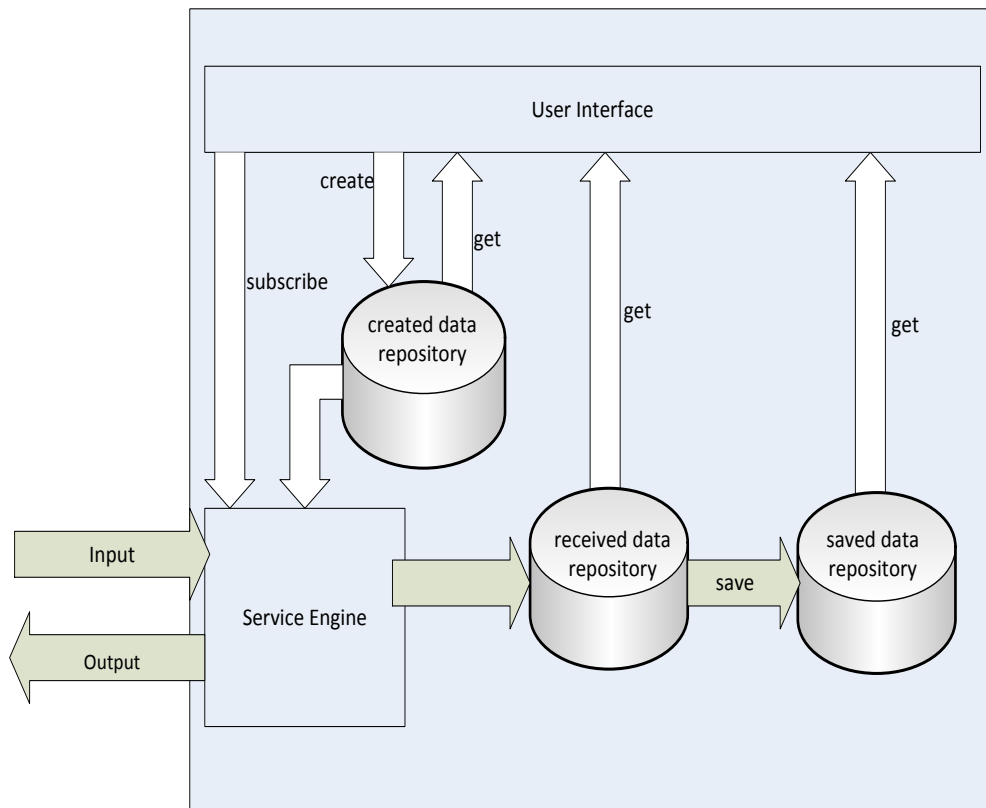 User Interface
create
get
subscribe
created data
repository
get
get
Input
Service Engine
received data
repository
save
saved data
repository
Output